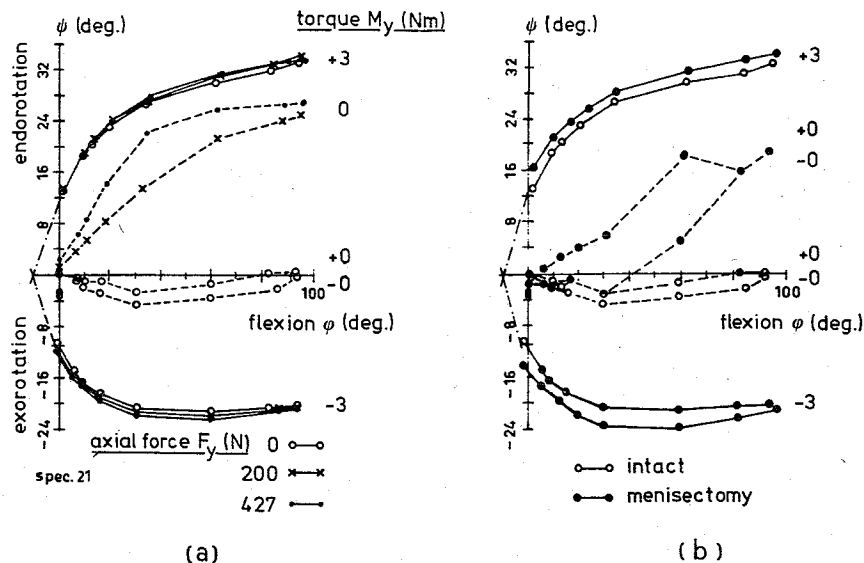 ψ (deg.)
torque My (Nm)
endorotation
32
24
16
8
+3
0
+0
-0
100
flexion φ (deg.)
exorotation
-8
-16
-24
-3
axial force Fy (N)
0
200
427
spec. 21
(a)
ψ (deg.)
endorotation
32
24
16
8
+3
+0
-0
+0
-0
100
flexion φ (deg.)
exorotation
-8
-16
-24
-3
intact
menisectomy
(b)